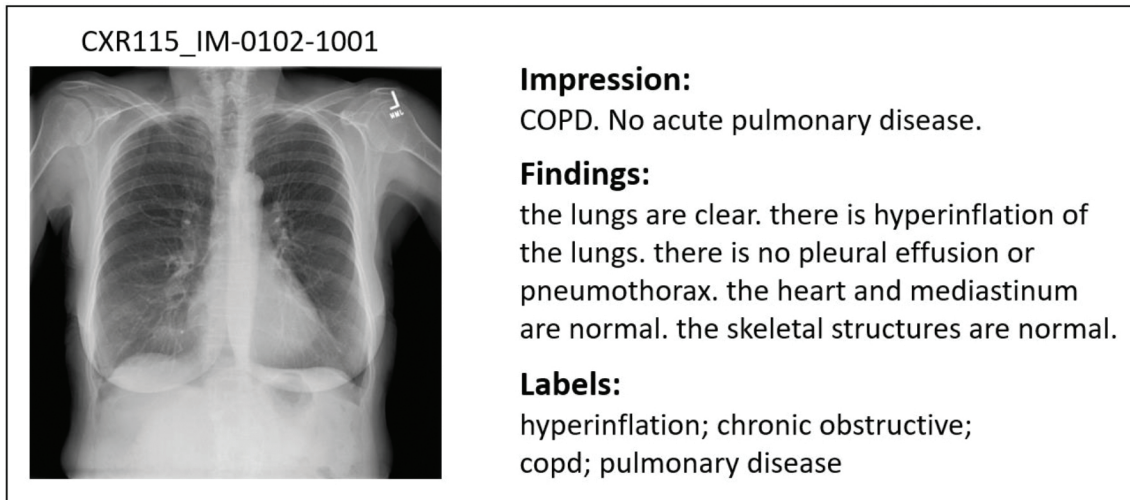 CXR115_IM-0102-1001
L
Impression:
COPD. No acute pulmonary disease.
Findings:
the lungs are clear. there is hyperinflation of
the lungs. there is no pleural effusion or
pneumothorax. the heart and mediastinum
are normal. the skeletal structures are normal.
Labels:
hyperinflation; chronic obstructive;
copd; pulmonary disease